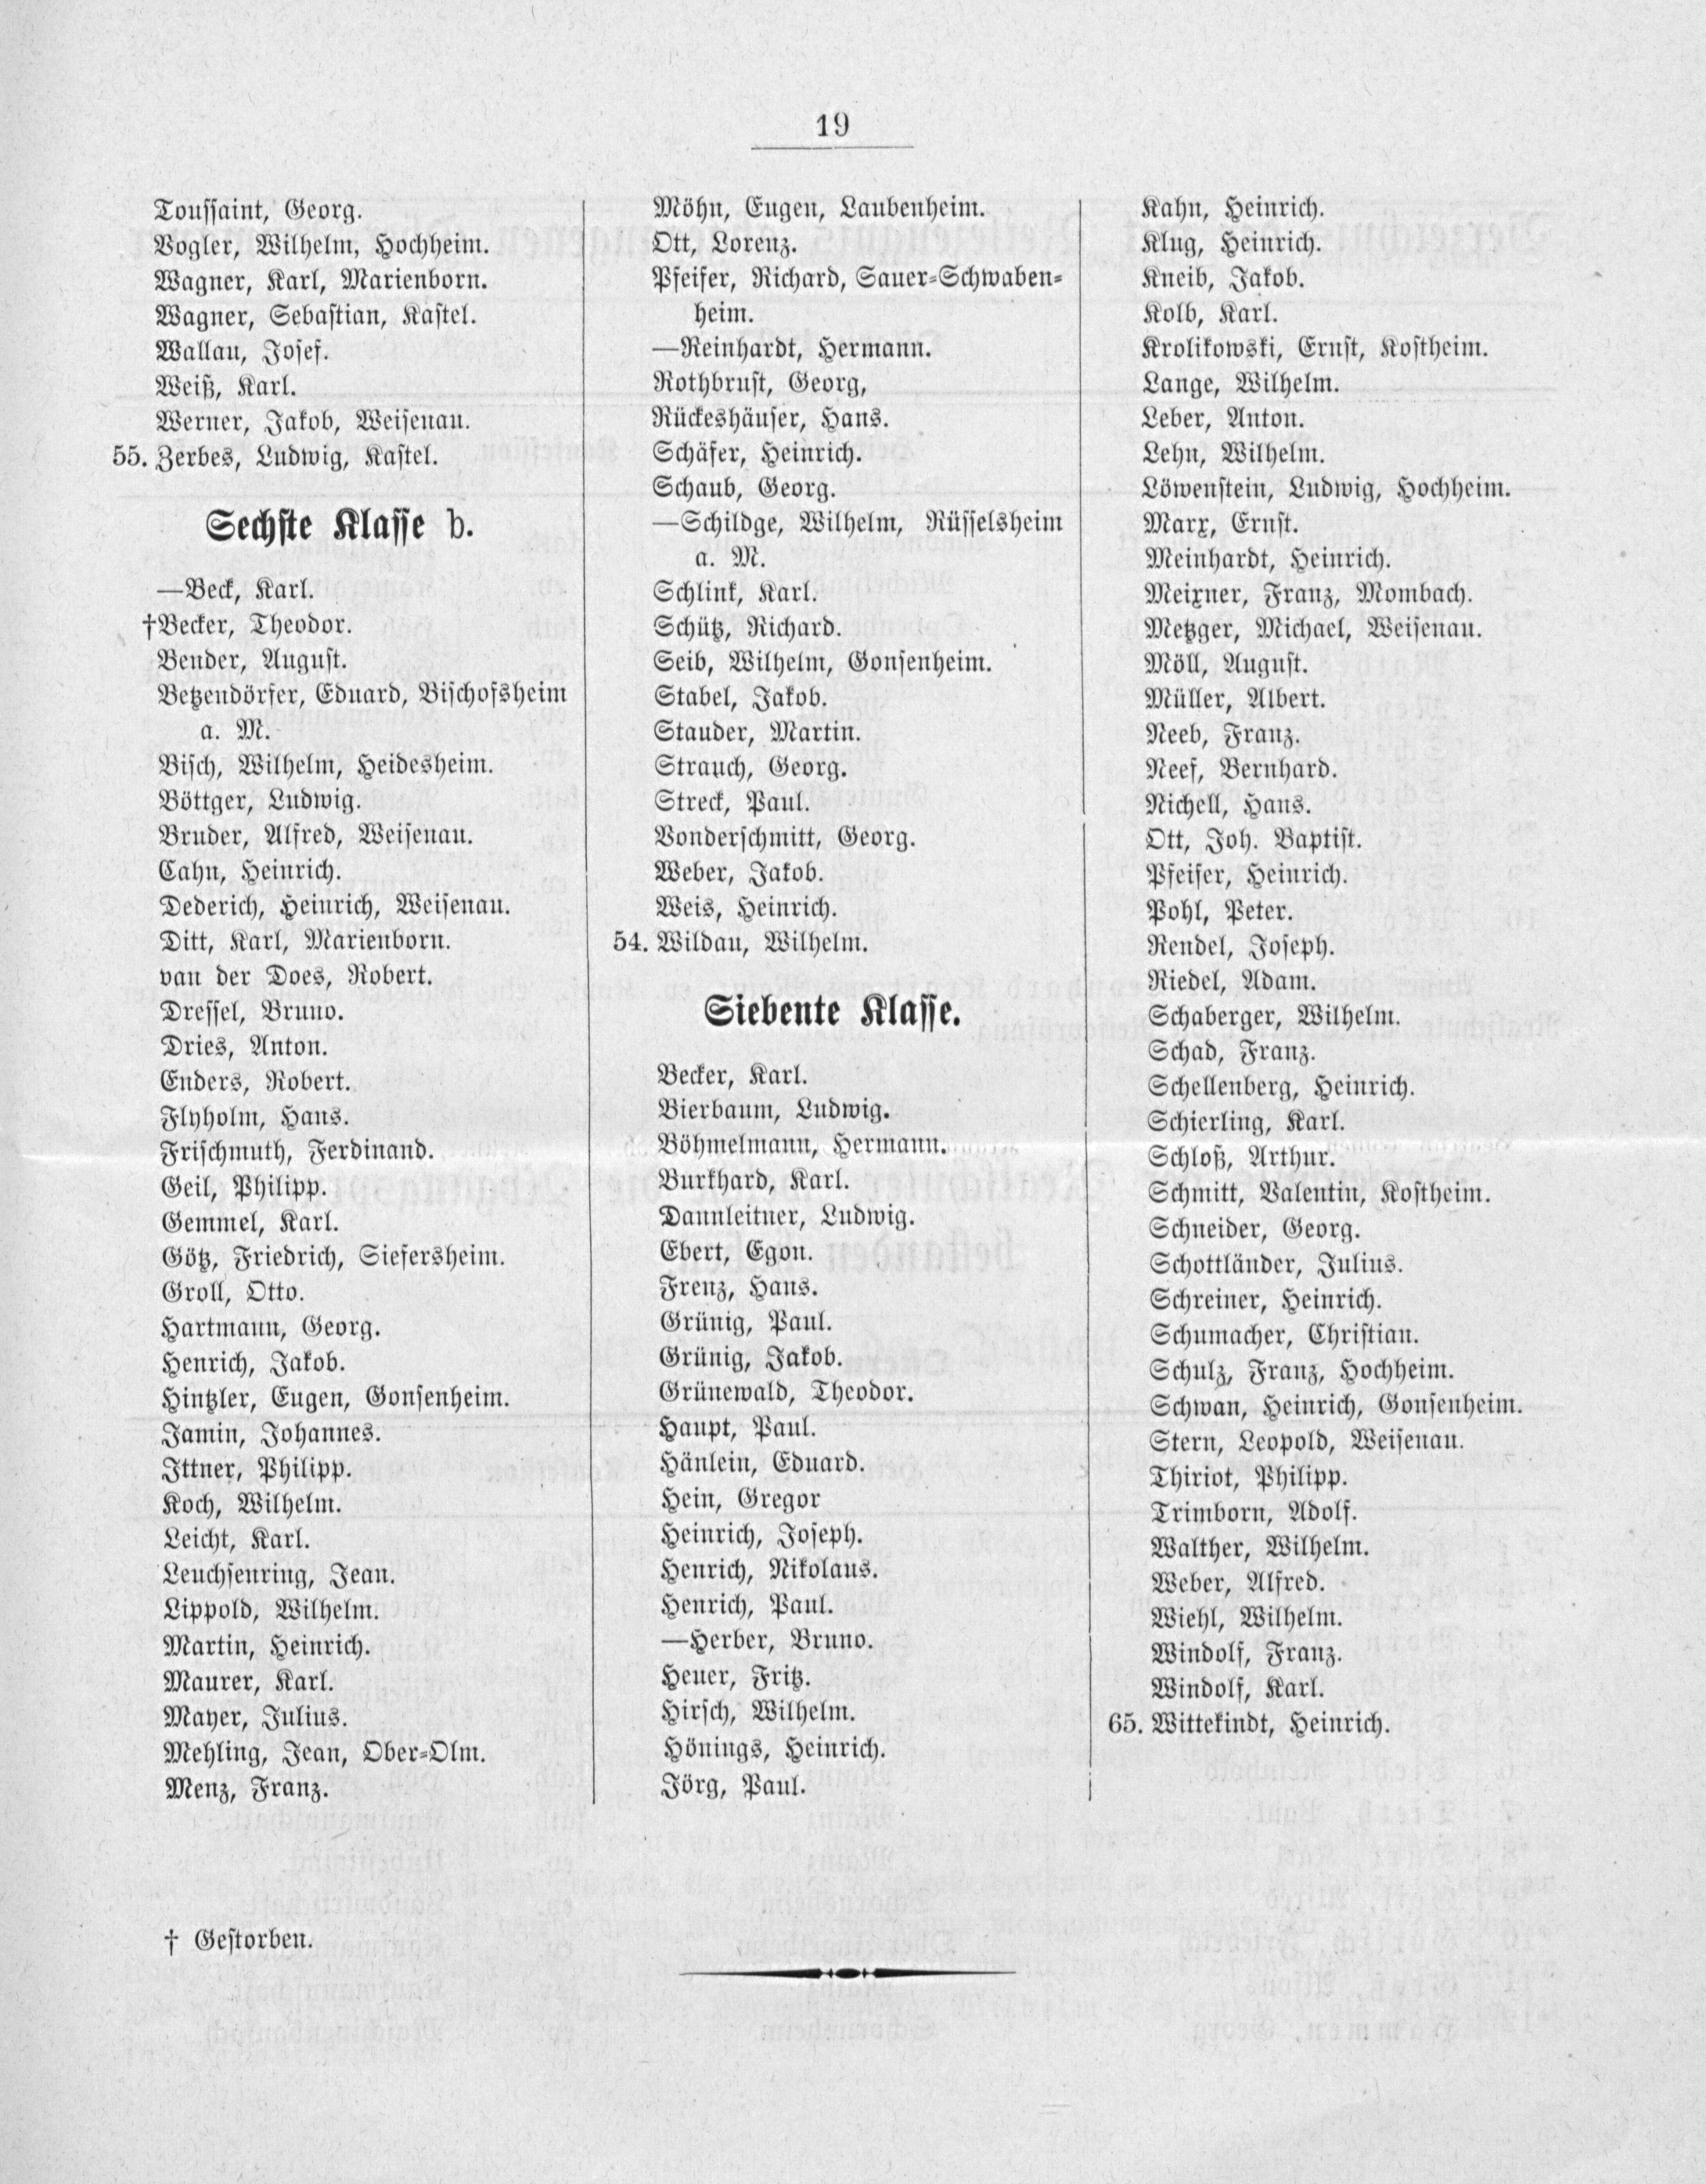 19
Toussaint, Georg.
Vogler, Wilhelm, Hochheim.
Wagner, Karl, Marienborn.
Wagner, Sebastian, Kastel.
Wallau, Josef.
Weiß, Karl.
Werner, Jakob, Weisenau.
55. Zerbes, Ludwig, Kastel.
Sechste Klasse b.
—Beck, Karl.
†Becker, Theodor.
Bender, August.
Betzendörfer, Eduard, Bischofsheim
a. M.
Bisch, Wilhelm, Heidesheim.
Böttger, Ludwig.
Bruder, Alfred, Weisenau.
Cahn, Heinrich.
Dederich, Heinrich, Weisenau.
Ditt, Karl, Marienborn.
van der Does, Robert.
Dressel, Bruno.
Dries, Anton.
Enders, Robert.
Flyholm, Hans.
Frischmuth, Ferdinand.
Geil, Philipp.
Gemmel, Karl.
Götz, Friedrich, Siefersheim.
Groll, Otto.
Hartmann, Georg.
Henrich, Jakob.
Hintzler, Eugen, Gonsenheim.
Jamin, Johannes.
Ittner, Philipp.
Koch, Wilhelm.
Leicht, Karl.
Leuchsenring, Jean.
Lippold, Wilhelm.
Martin, Heinrich.
Maurer, Karl.
Mayer, Julius.
Mehling, Jean, Ober-Olm.
Menz, Franz.
Möhn, Eugen, Laubenheim.
Ott, Lorenz.
Pfeifer, Richard, Sauer-Schwaben-
heim.
—Reinhardt, Hermann.
Rothbrust, Georg,
Rückeshäuser, Hans.
Schäfer, Heinrich.
Schaub, Georg.
—Schildge, Wilhelm, Rüsselsheim
a. M.
Schlink, Karl.
Schütz, Richard.
Seib, Wilhelm, Gonsenheim.
Stabel, Jakob.
Stauder, Martin.
Strauch, Georg.
Streck, Paul.
Vonderschmitt, Georg.
Weber, Jakob.
Weis, Heinrich.
54. Wildau, Wilhelm.
Siebente Klasse.
Becker, Karl.
Bierbaum, Ludwig.
Böhmelmann, Hermann.
Burkhard, Karl.
Dannleitner, Ludwig.
Ebert, Egon.
Frenz, Hans.
Grünig, Paul.
Grünig, Jakob.
Grünewald, Theodor.
Haupt, Paul.
Hänlein, Eduard.
Hein, Gregor
Heinrich, Joseph.
Henrich, Nikolaus.
Henrich, Paul.
—Herber, Bruno.
Heuer, Fritz.
Hirsch, Wilhelm.
Hönings, Heinrich.
Jörg, Paul.
Kahn, Heinrich.
Klug, Heinrich.
Kneib, Jakob.
Kolb, Karl.
Krolikowski, Ernst, Kostheim.
Lange, Wilhelm.
Leber, Anton.
Lehn, Wilhelm.
Löwenstein, Ludwig, Hochheim.
Marx, Ernst.
Meinhardt, Heinrich.
Meixner, Franz, Mombach.
Metzger, Michael, Weisenau.
Möll, August.
Müller, Albert.
Neeb, Franz.
Neef, Bernhard.
Nichell, Hans.
Ott, Joh. Baptist.
Pfeifer, Heinrich.
Pohl, Peter.
Rendel, Joseph.
Riedel, Adam.
Schaberger, Wilhelm.
Schad, Franz.
Schellenberg, Heinrich.
Schierling, Karl.
Schloß, Arthur.
Schmitt, Valentin, Kostheim.
Schneider, Georg.
Schottländer, Julius.
Schreiner, Heinrich.
Schumacher, Christian.
Schulz, Franz, Hochheim.
Schwan, Heinrich, Gonsenheim.
Stern, Leopold, Weisenau.
Thiriot, Philipp.
Trimborn, Adolf.
Walther, Wilhelm.
Weber, Alfred.
Wiehl, Wilhelm.
Windolf, Franz.
Windolf, Karl.
65. Wittekindt, Heinrich.
† Gestorben.